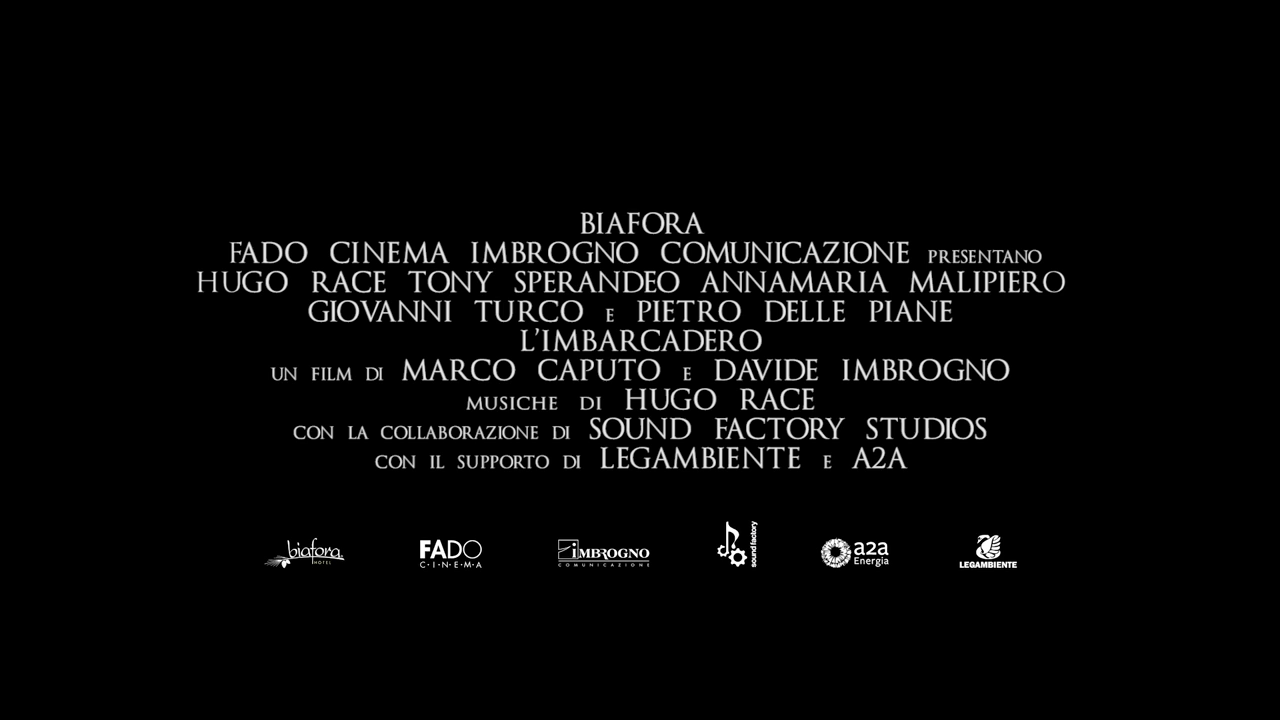 BIAFORA
FADO CINEMA IMBROGNO COMUNICAZIONE PRESENTANO
HUGO RACE TONY SPERANDEO ANNAMARIA MALIPIERO
GIOVANNI TURCO E PIETRO DELLE PIANE
L'IMBARCADERO
UN FILM DI MARCO CAPUTO E DAVIDE IMBROGNO
MUSICHE DI HUGO RACE
CON LA COLLABORAZIONE DI SOUND FACTORY STUDIOS
CON IL SUPPORTO DI LEGAMBIENTE E A2A
biafora
HOTEL
FADO
C·I·N·E·M·A
iMBROGNO
COMUNICAZIONE
sound factory
a2a
Energia
LEGAMBIENTE